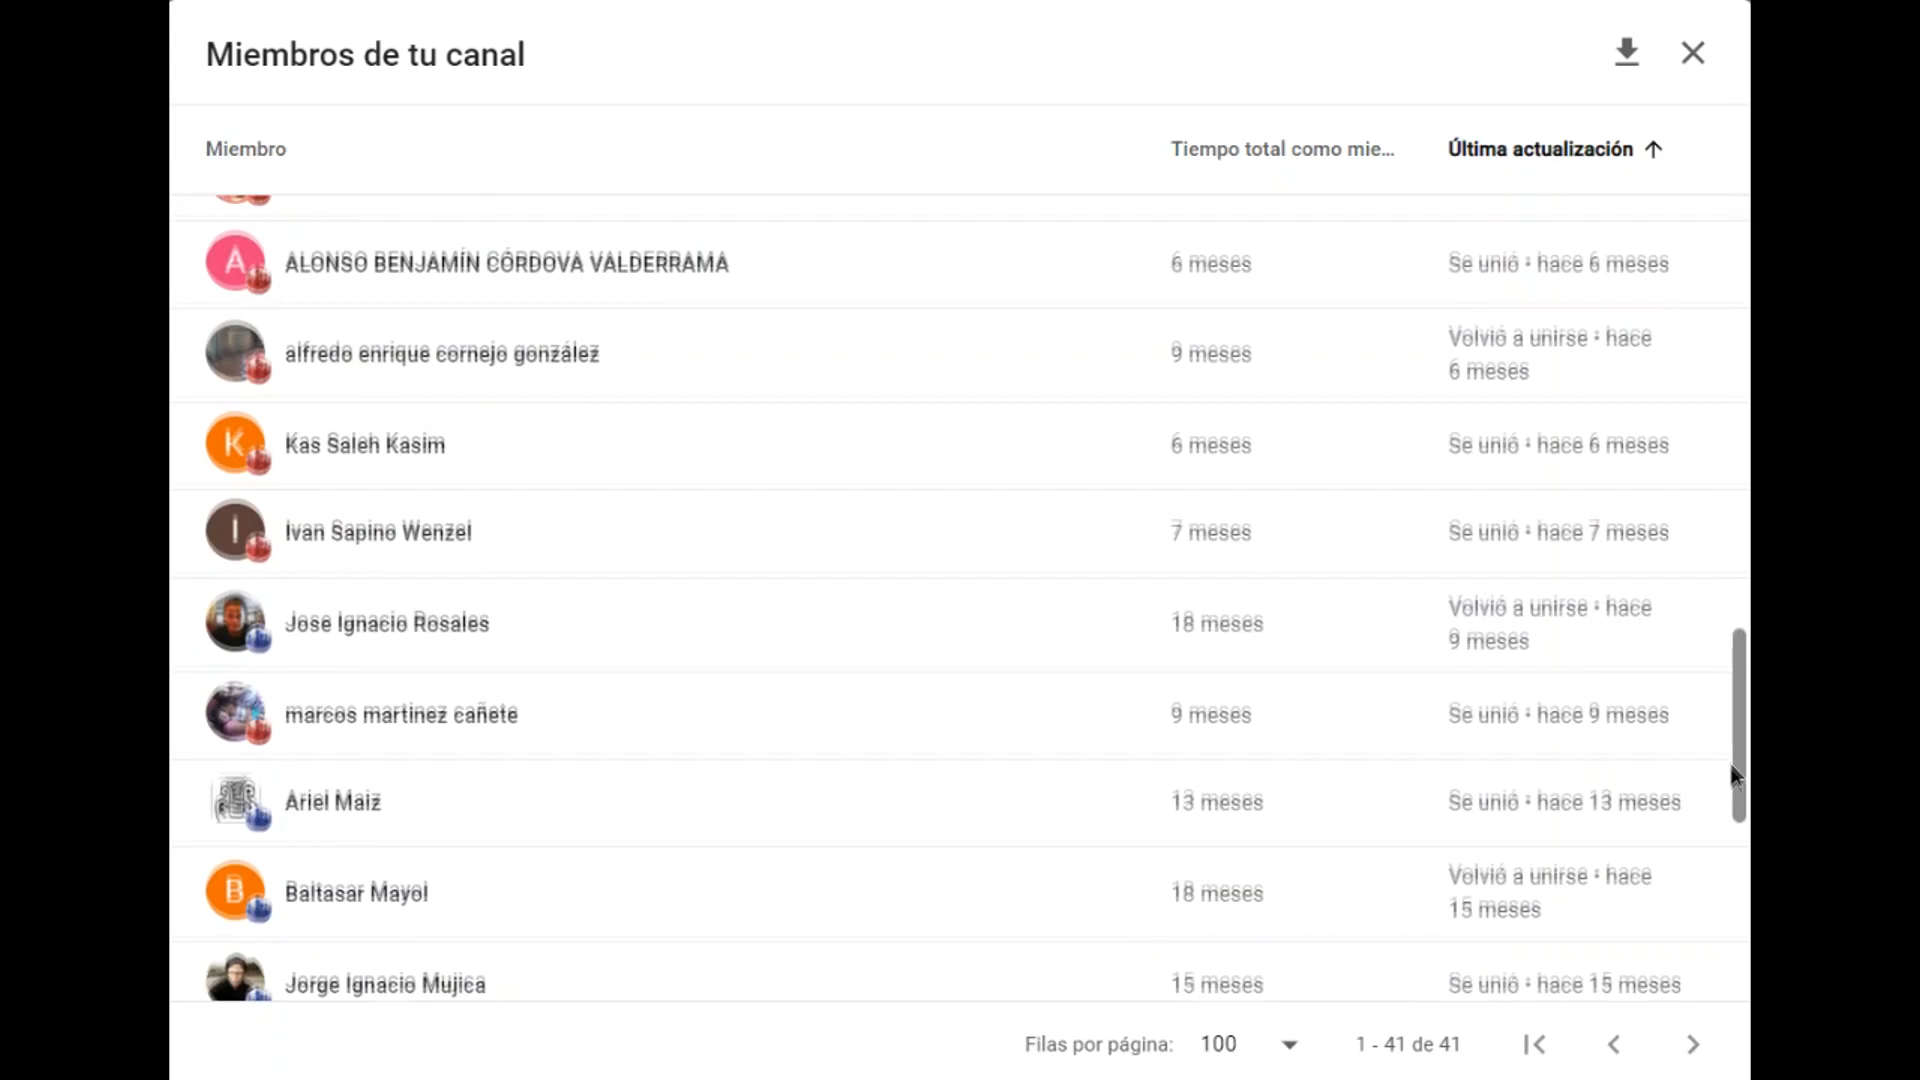 Miembros de tu canal
Miembro
Tiempo total como mie...
Última actualización
A
ALONSO BENJAMÍN CÓRDOVA VALDERRAMA
6 meses
Se unió • hace 6 meses
alfredo enrique cornejo gonzález
9 meses
Volvió a unirse • hace
6 meses
K
Kas Saleh Kasim
6 meses
Se unió • hace 6 meses
I
Ivan Sapino Wenzel
7 meses
Se unió • hace 7 meses
Jose Ignacio Rosales
18 meses
Volvió a unirse • hace
9 meses
marcos martinez cañete
9 meses
Se unió • hace 9 meses
Ariel Maiz
13 meses
Se unió • hace 13 meses
B
Baltasar Mayol
18 meses
Volvió a unirse • hace
15 meses
Jorge Ignacio Mujica
15 meses
Se unió • hace 15 meses
Filas por página:
100
1 - 41 de 41